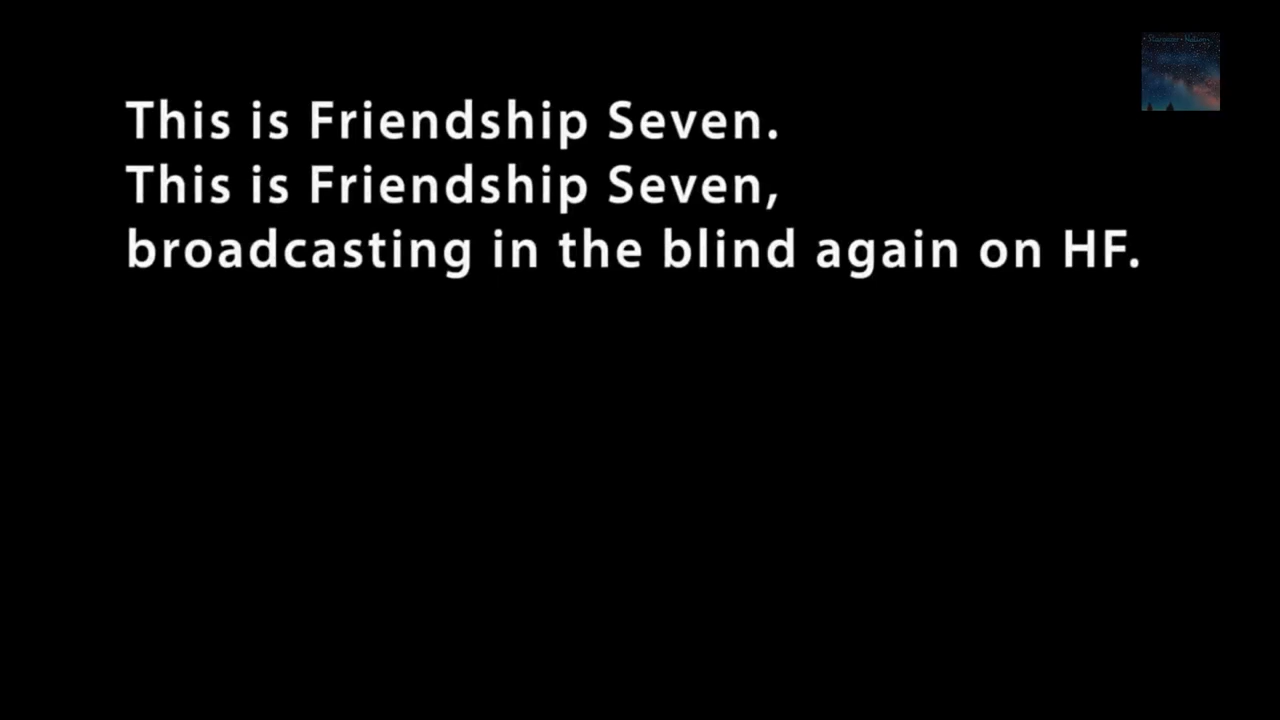 This is Friendship Seven.
This is Friendship Seven,
broadcasting in the blind again on HF.